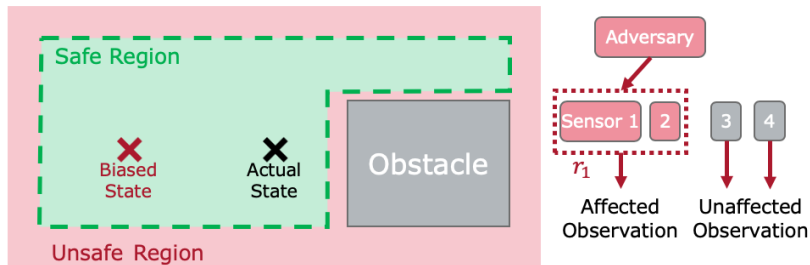 Safe Region
Biased
State
Actual
State
Obstacle
Unsafe Region
Adversary
Sensor 1
2
3
4
r₁
Affected
Observation
Unaffected
Observation